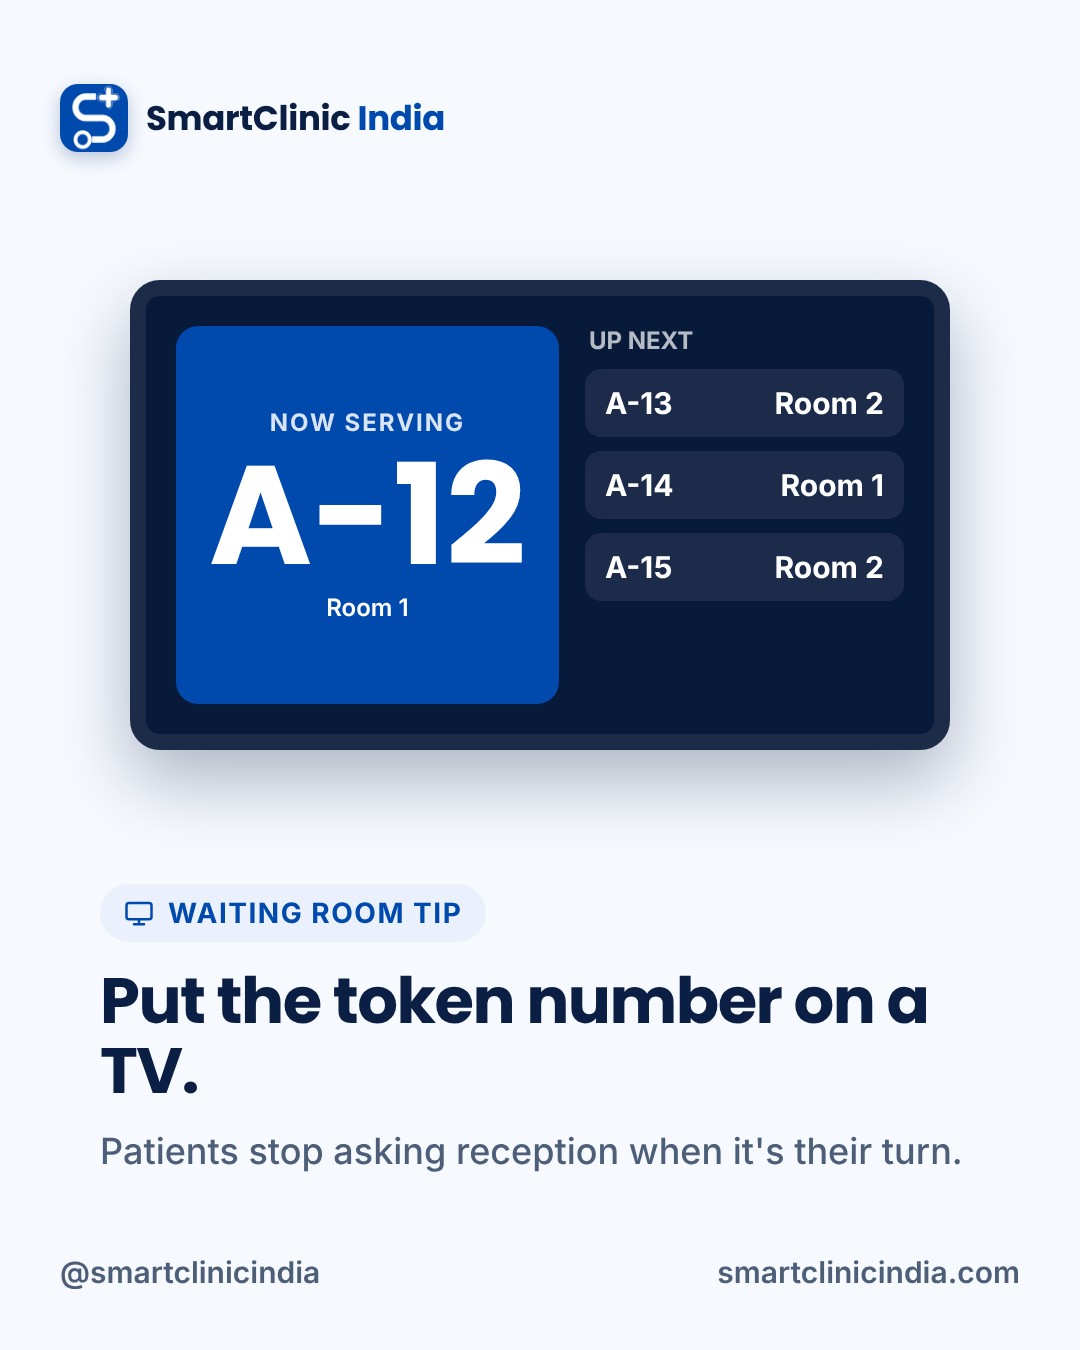 SmartClinic India
NOW SERVING
A-12
Room 1
UP NEXT
A-13 Room 2
A-14 Room 1
A-15 Room 2
WAITING ROOM TIP
Put the token number on a
TV.
Patients stop asking reception when it's their turn.
@smartclinicindia smartclinicindia.com